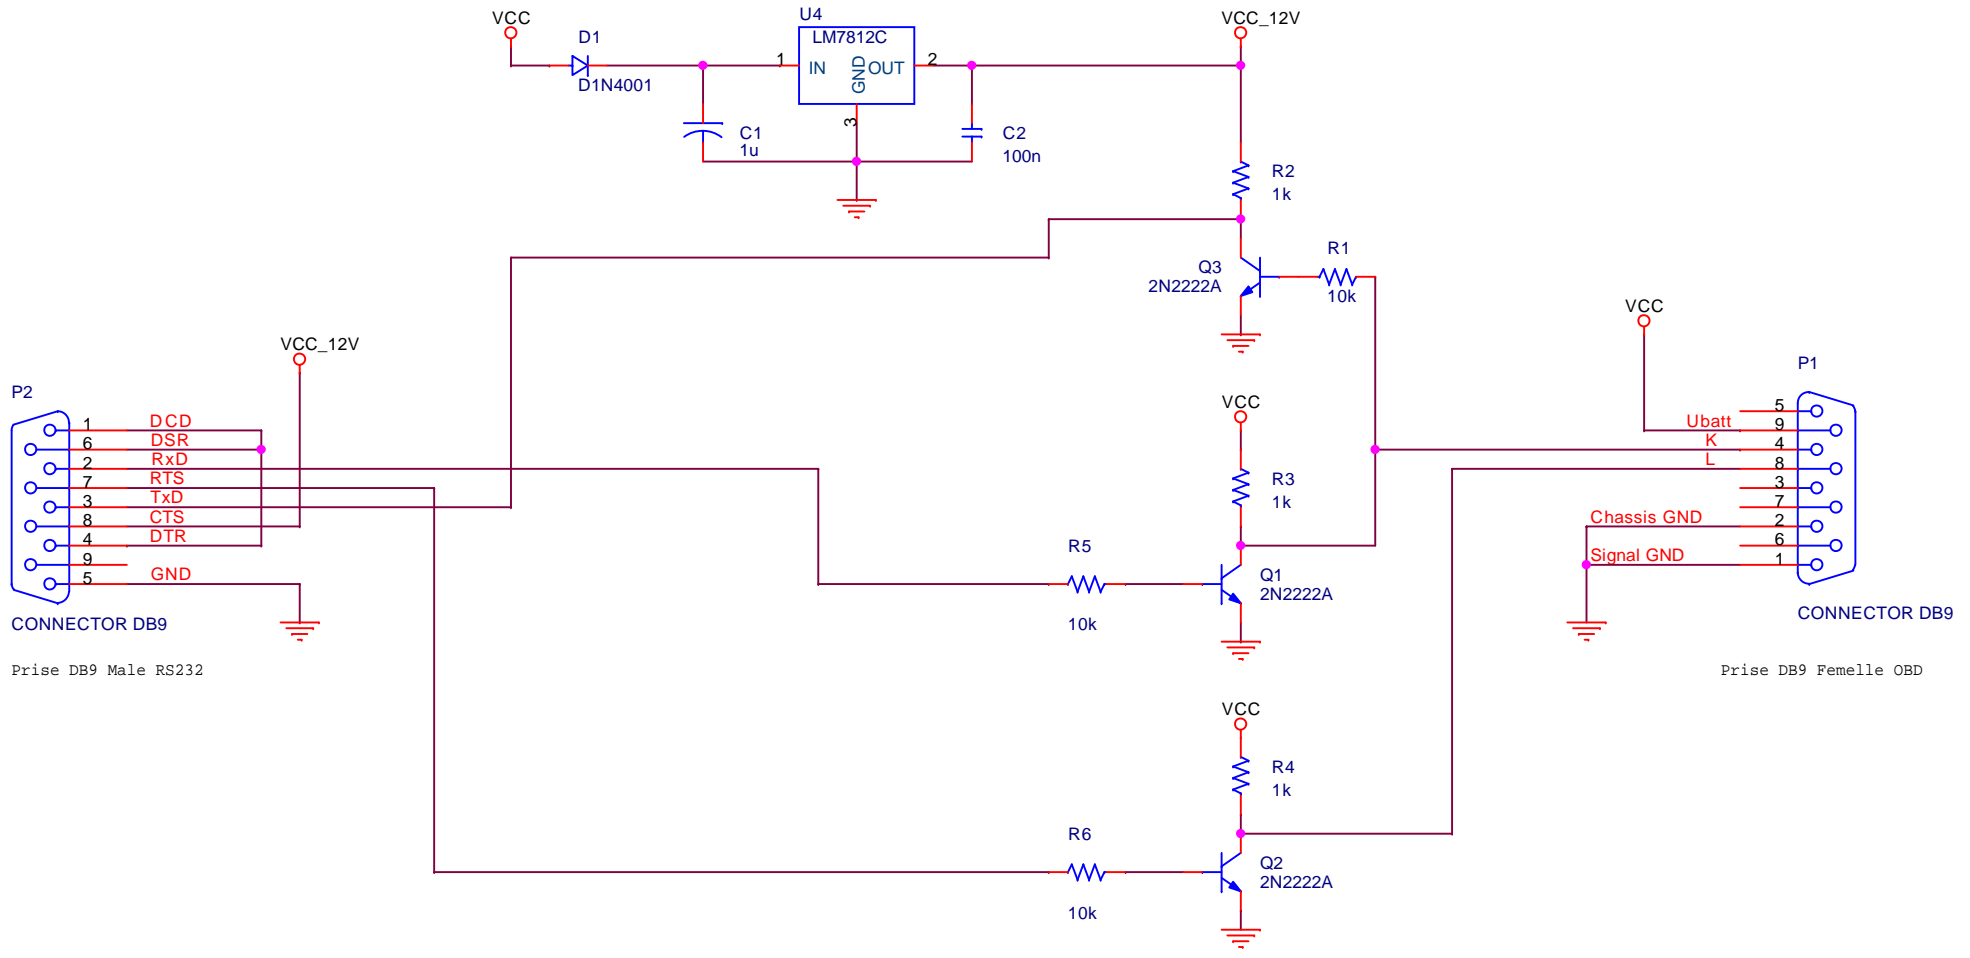 VCC
D1
D1N4001
U4
LM7812C
1
IN
GND
OUT
2
3
VCC_12V
C1
1u
C2
100n
R2
1k
R1
10k
Q3
2N2222A
VCC_12V
P2
1
DCD
6
DSR
2
RxD
7
RTS
3
TxD
8
CTS
4
DTR
9
5
GND
CONNECTOR DB9
Prise DB9 Male RS232
VCC
R3
1k
R5
10k
Q1
2N2222A
VCC
R4
1k
R6
10k
Q2
2N2222A
VCC
P1
5
Ubatt
9
K
4
L
8
3
7
Chassis GND
2
6
Signal GND
1
CONNECTOR DB9
Prise DB9 Femelle OBD